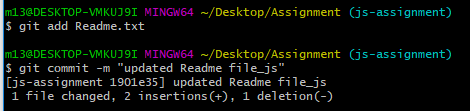 m13@DESKTOP-VMKUJ9I MINGW64 ~/Desktop/Assignment (js-assignment)
$ git add Readme.txt
m13@DESKTOP-VMKUJ9I MINGW64 ~/Desktop/Assignment (js-assignment)
$ git commit -m "updated Readme file_js"
[js-assignment 1901e35] updated Readme file_js
 1 file changed, 2 insertions(+), 1 deletion(-)